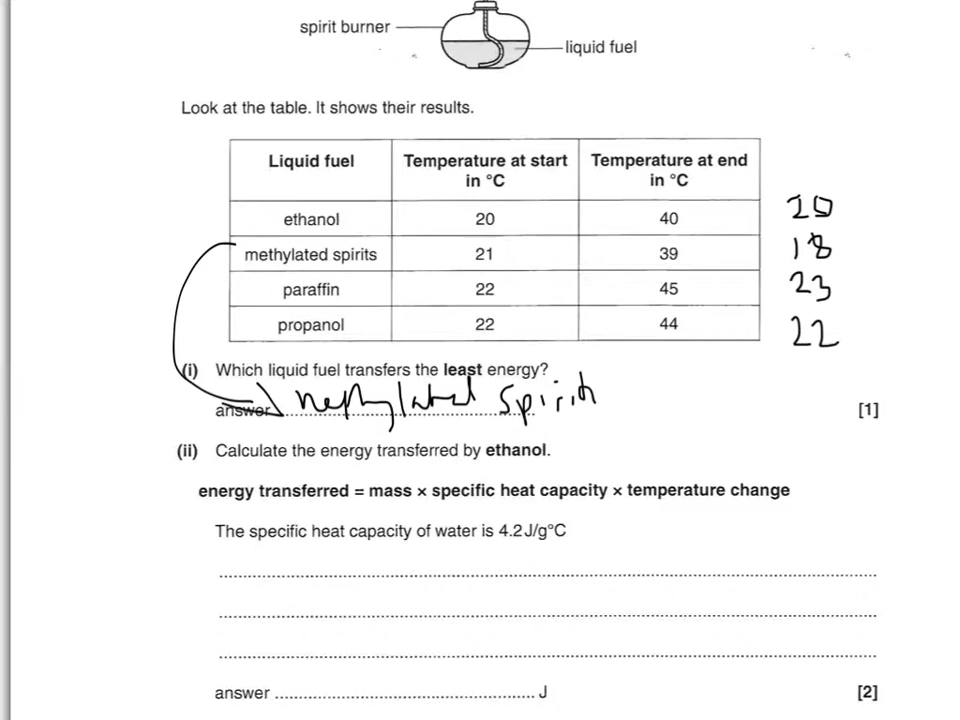 spirit burner
liquid fuel
Look at the table. It shows their results.
Liquid fuel Temperature at start in °C Temperature at end in °C
ethanol 20 40 20
methylated spirits 21 39 18
paraffin 22 45 23
propanol 22 44 22
(i) Which liquid fuel transfers the least energy?
answer methylated spirits [1]
(ii) Calculate the energy transferred by ethanol.
energy transferred = mass × specific heat capacity × temperature change
The specific heat capacity of water is 4.2 J/g°C
answer ........ J [2]